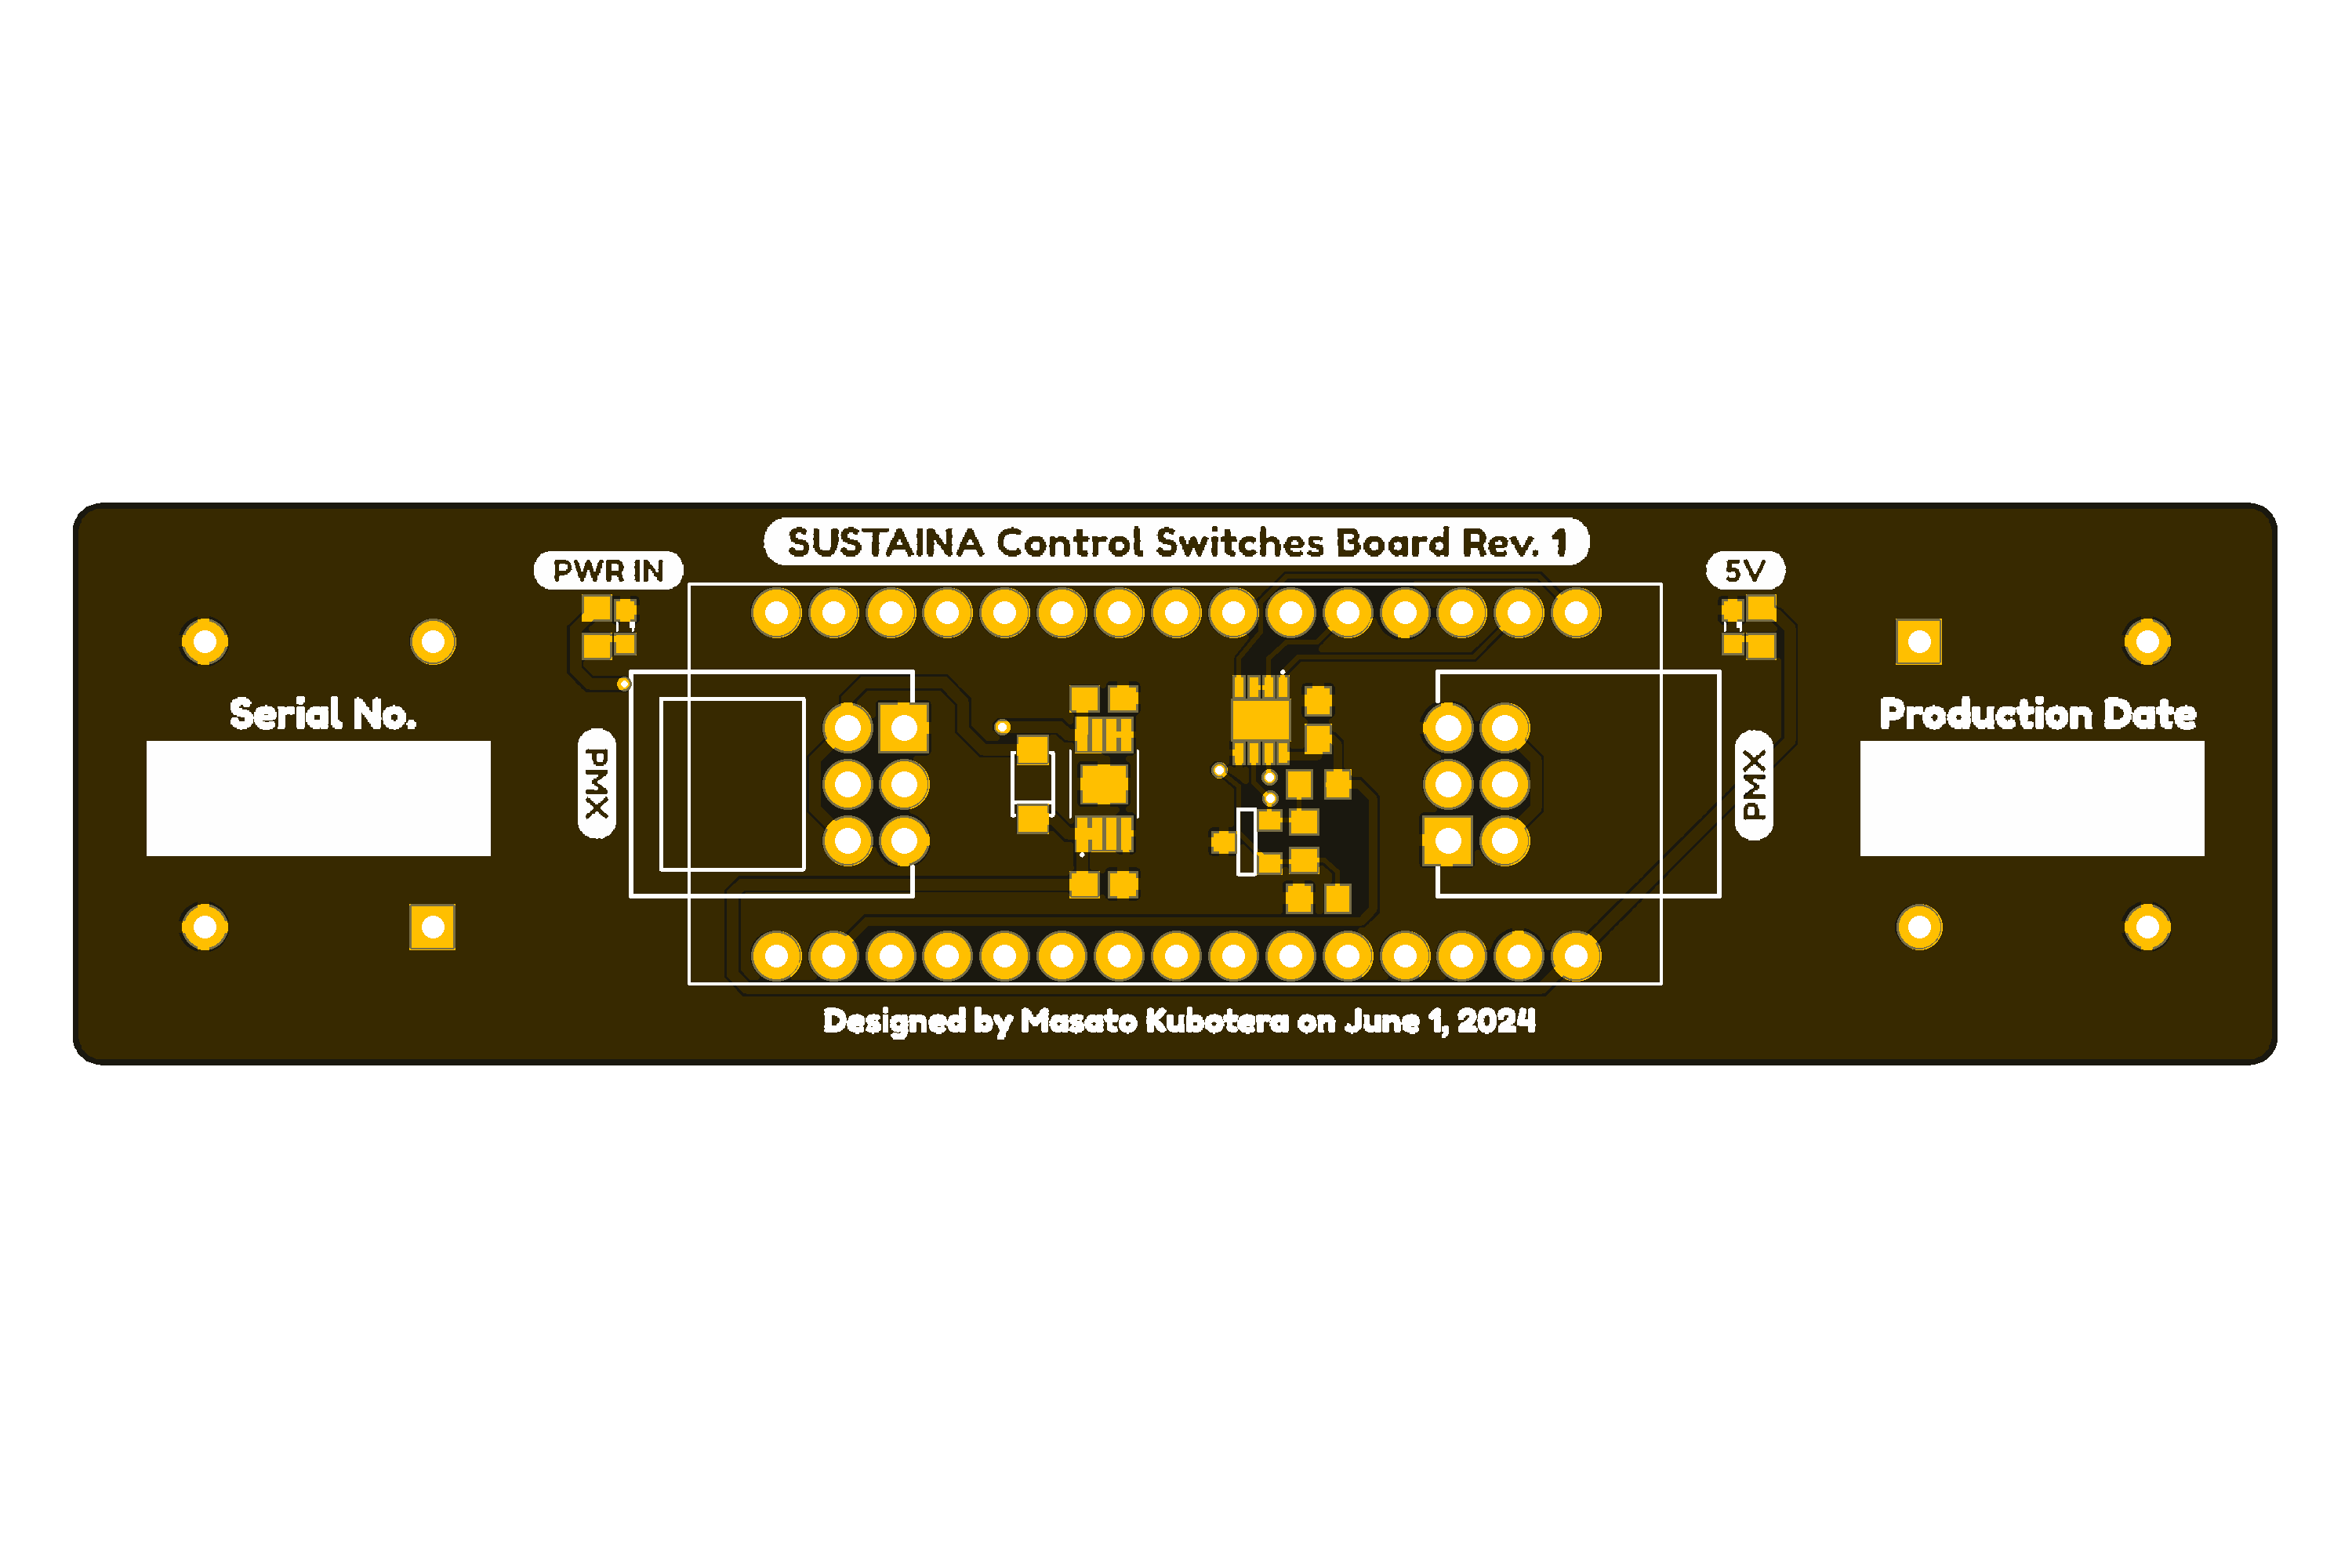 SUSTAINA Control Switches Board Rev. 1
PWR IN
5V
Serial No.
Production Date
PMX
PMX
Designed by Masato Kubotera on June 1, 2024